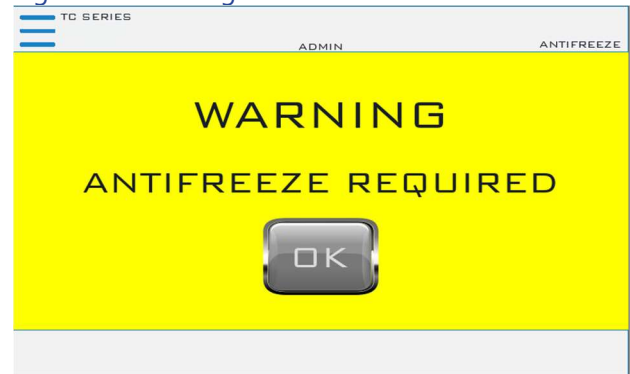 TC SERIES
ADMIN
ANTIFREEZE
WARNING
ANTIFREEZE REQUIRED
OK